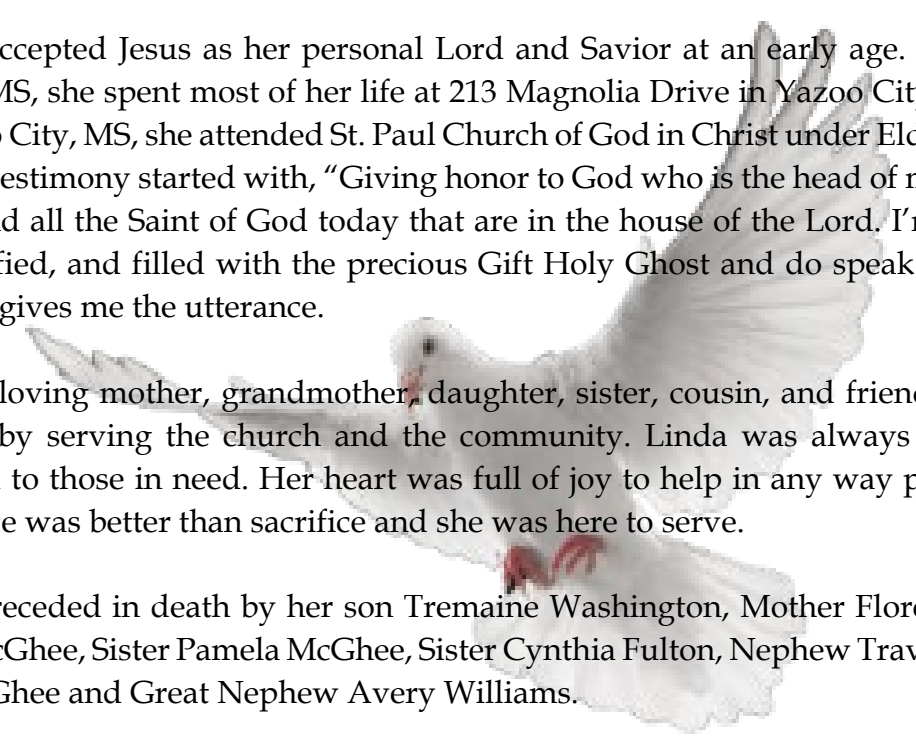 ccepted Jesus as her personal Lord and Savior at an early age.
MS, she spent most of her life at 213 Magnolia Drive in Yazoo City
City, MS, she attended St. Paul Church of God in Christ under Eld
estimony started with, “Giving honor to God who is the head of
d all the Saint of God today that are in the house of the Lord. I’
fied, and filled with the precious Gift Holy Ghost and do speak
gives me the utterance.
loving mother, grandmother, daughter, sister, cousin, and friend
by serving the church and the community. Linda was always
to those in need. Her heart was full of joy to help in any way p
e was better than sacrifice and she was here to serve.
receded in death by her son Tremaine Washington, Mother Flore
cGhee, Sister Pamela McGhee, Sister Cynthia Fulton, Nephew Trav
Ghee and Great Nephew Avery Williams.